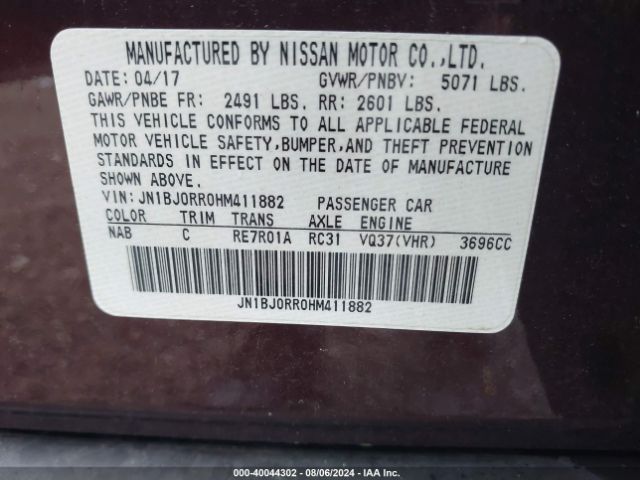 MANUFACTURED BY NISSAN MOTOR CO.,LTD.
DATE: 04/17 GVWR/PNBV: 5071 LBS.
GAWR/PNBE FR: 2491 LBS. RR: 2601 LBS.
THIS VEHICLE CONFORMS TO ALL APPLICABLE FEDERAL
MOTOR VEHICLE SAFETY,BUMPER,AND THEFT PREVENTION
STANDARDS IN EFFECT ON THE DATE OF MANUFACTURE
SHOWN ABOVE.
VIN: JN1BJ0RR0HM411882 PASSENGER CAR
COLOR TRIM TRANS AXLE ENGINE
NAB C RE7R01A RC31 VQ37(VHR) 3696CC
JN1BJ0RR0HM411882
000-40044302 - 08/06/2024 - IAA Inc.